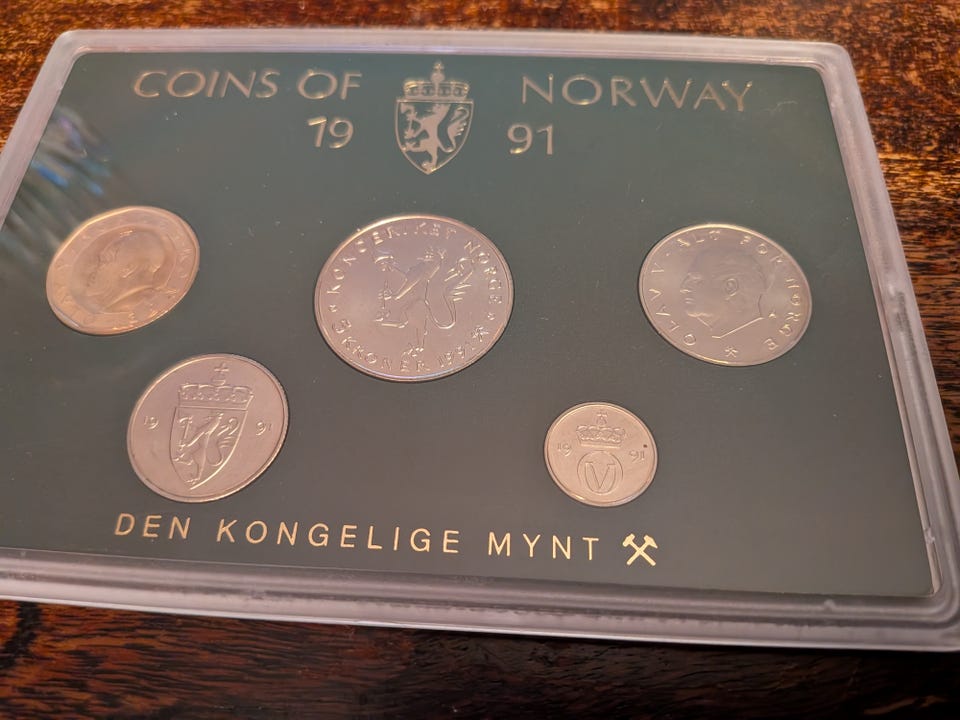 COINS OF NORWAY
19 91
KONGERIKET NORGE
5 KRONER 1991
OLAV V · ALT FOR NORGE
19 91
19 91
V
DEN KONGELIGE MYNT